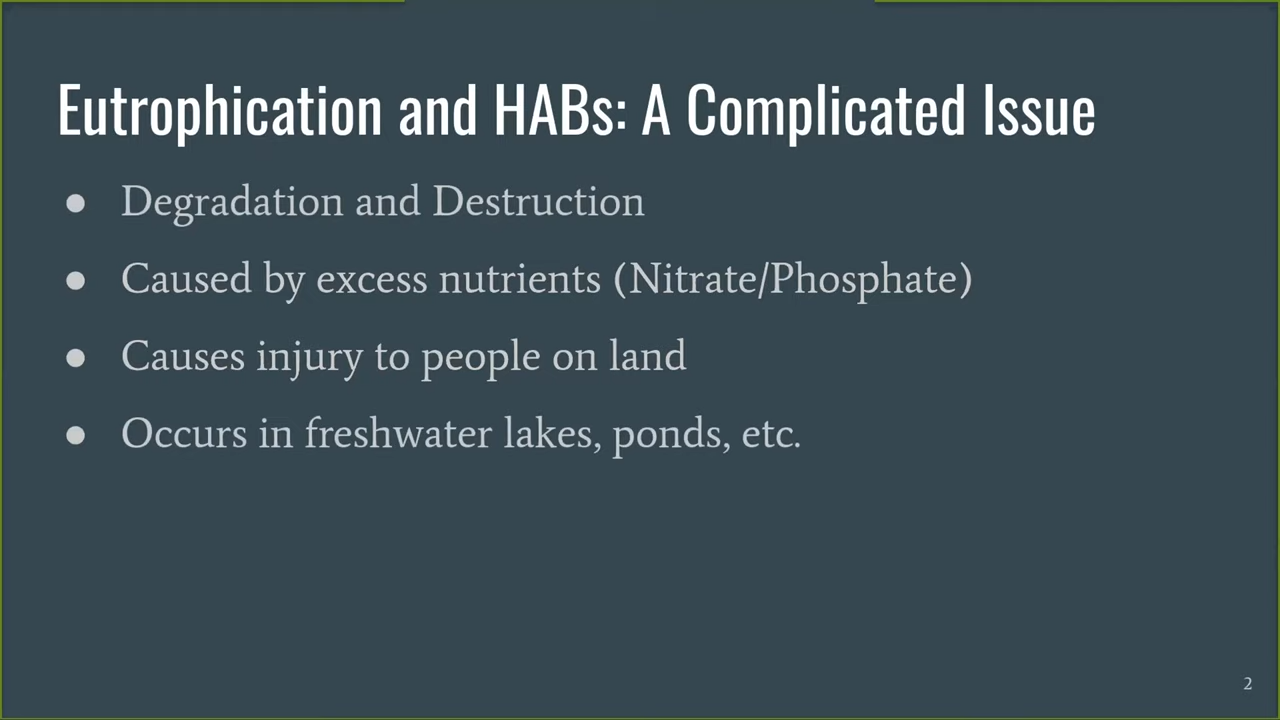 Eutrophication and HABs: A Complicated Issue
● Degradation and Destruction
● Caused by excess nutrients (Nitrate/Phosphate)
● Causes injury to people on land
● Occurs in freshwater lakes, ponds, etc.
2